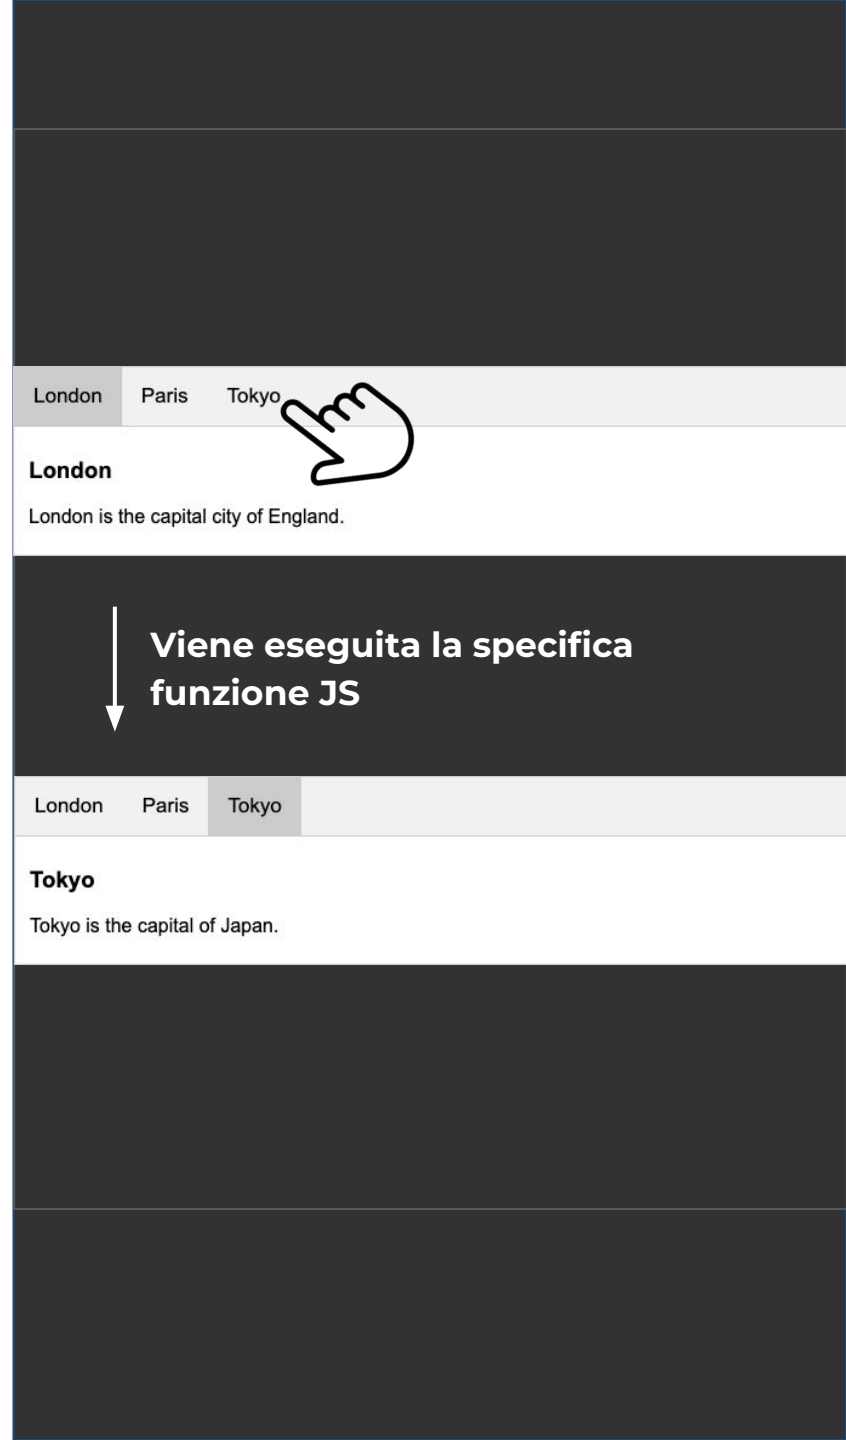 London Paris Tokyo
London
London is the capital city of England.
Viene eseguita la specifica
funzione JS
London Paris Tokyo
Tokyo
Tokyo is the capital of Japan.